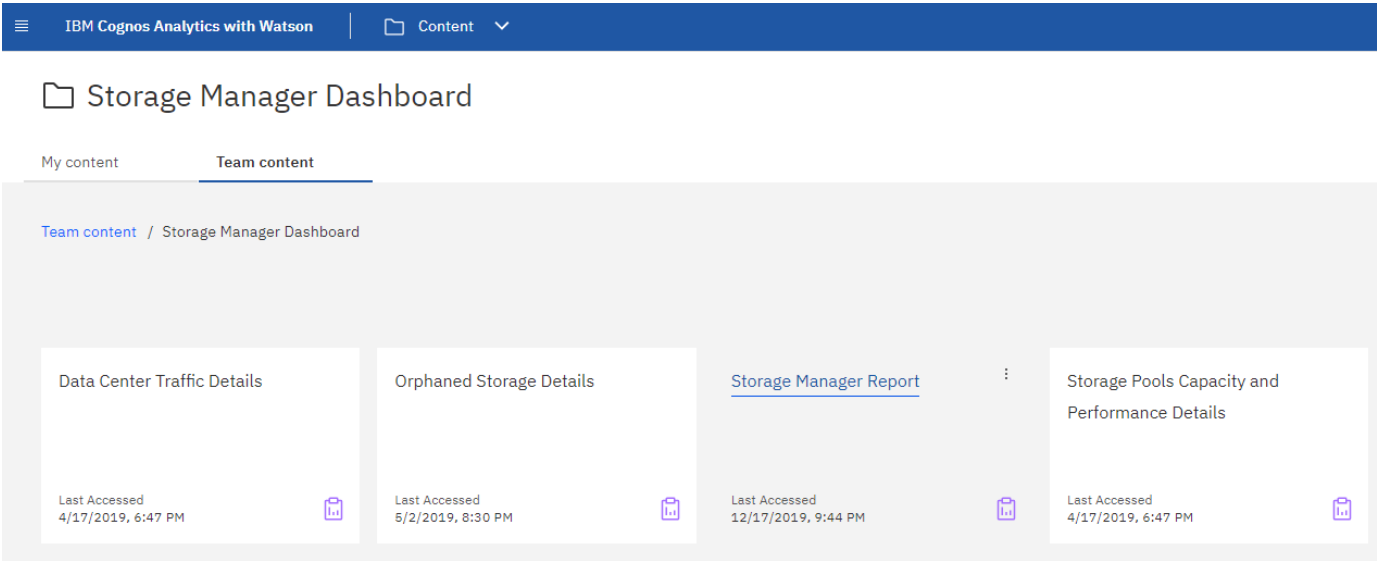 IBM Cognos Analytics with Watson
Content
Storage Manager Dashboard
My content
Team content
Team content / Storage Manager Dashboard
Data Center Traffic Details
Last Accessed
4/17/2019, 6:47 PM
Orphaned Storage Details
Last Accessed
5/2/2019, 8:30 PM
Storage Manager Report
Last Accessed
12/17/2019, 9:44 PM
Storage Pools Capacity and
Performance Details
Last Accessed
4/17/2019, 6:47 PM